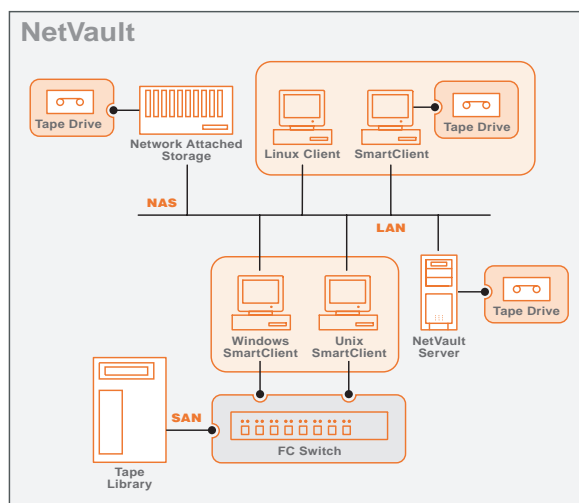 NetVault
Tape Drive
Network Attached
Storage
Linux Client
SmartClient
Tape Drive
NAS
LAN
Windows
SmartClient
Unix
SmartClient
NetVault
Server
Tape Drive
SAN
FC Switch
Tape
Library